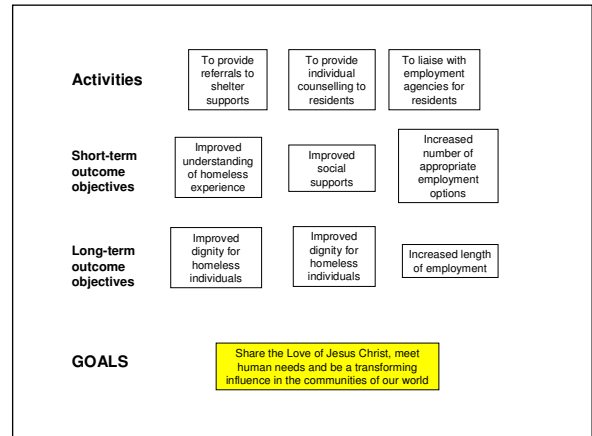 Activities
To provide
referrals to
shelter
supports
To provide
individual
counselling to
residents
To liaise with
employment
agencies for
residents
Short-term
outcome
objectives
Improved
understanding
of homeless
experience
Improved
social
supports
Increased
number of
appropriate
employment
options
Long-term
outcome
objectives
Improved
dignity for
homeless
individuals
Improved
dignity for
homeless
individuals
Increased length
of employment
GOALS
Share the Love of Jesus Christ, meet
human needs and be a transforming
influence in the communities of our world